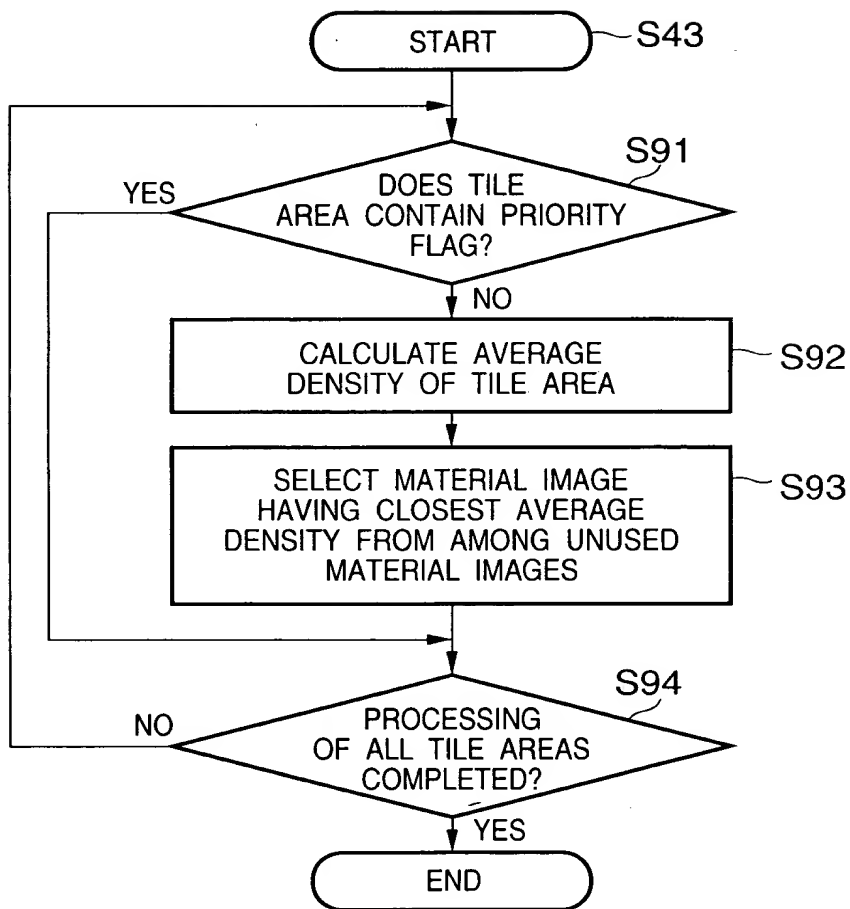 START
S43
S91
YES
DOES TILE
AREA CONTAIN PRIORITY
FLAG?
NO
CALCULATE AVERAGE
DENSITY OF TILE AREA
S92
SELECT MATERIAL IMAGE
HAVING CLOSEST AVERAGE
DENSITY FROM AMONG UNUSED
MATERIAL IMAGES
S93
S94
NO
PROCESSING
OF ALL TILE AREAS
COMPLETED?
YES
END